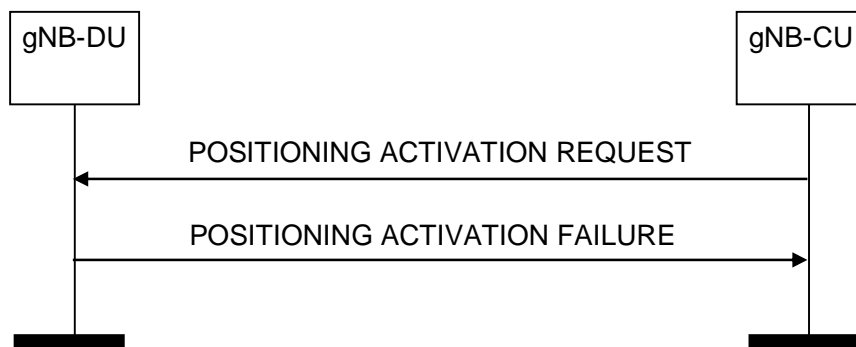 gNB-DU
gNB-CU
POSITIONING ACTIVATION REQUEST
POSITIONING ACTIVATION FAILURE